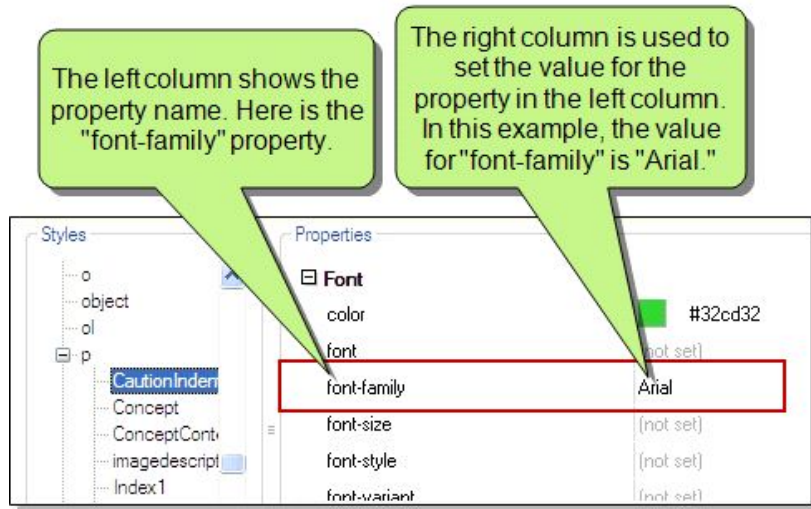 The left column shows the
property name. Here is the
"font-family" property.
The right column is used to
set the value for the
property in the left column.
In this example, the value
for "font-family" is "Arial."
Styles
o
object
ol
p
CautionInden
Concept
ConceptCont
imagedescript
Index1
Properties
Font
color #32cd32
font (not set)
font-family Arial
font-size (not set)
font-style (not set)
font-variant (not set)